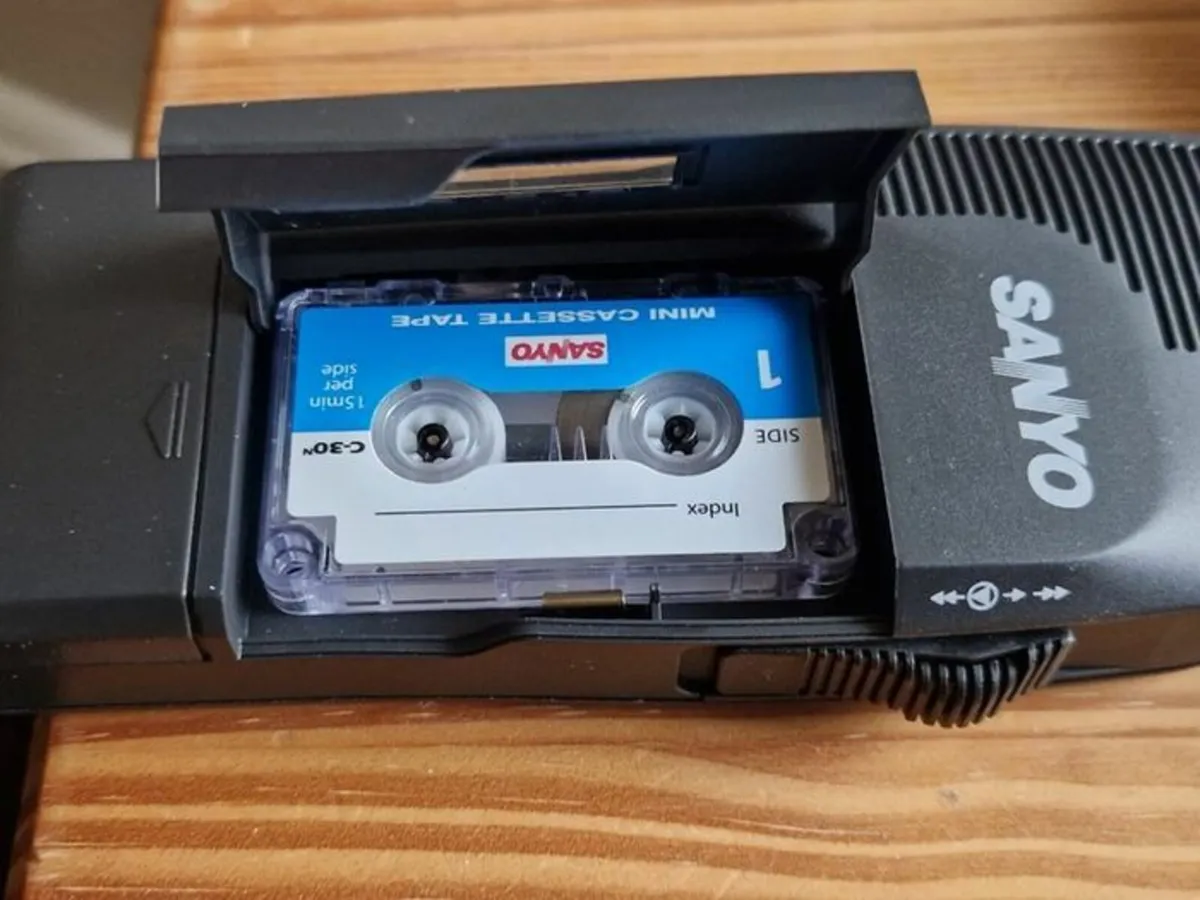 MINI CASSETTE TAPE
SANYO
1
SIDE
15min
per
side
C-30N
Index
SANYO